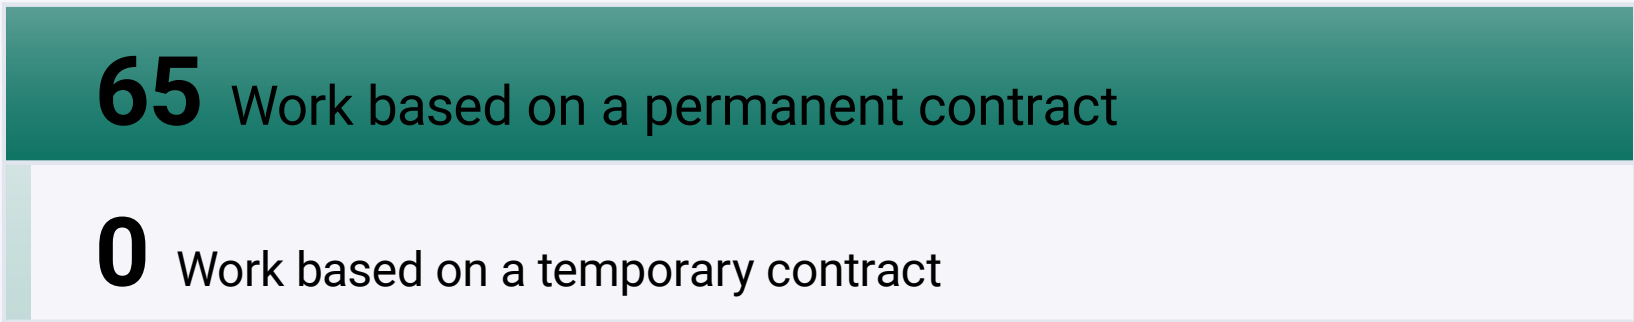 65 Work based on a permanent contract
0 Work based on a temporary contract